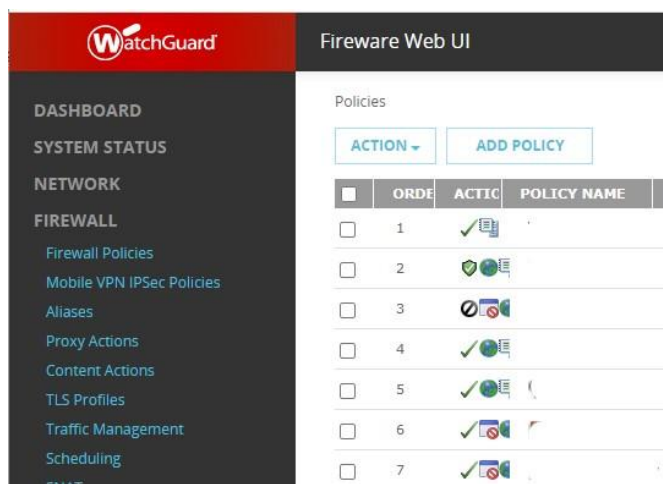 WatchGuard
Fireware Web UI
DASHBOARD
SYSTEM STATUS
NETWORK
FIREWALL
Firewall Policies
Mobile VPN IPSec Policies
Aliases
Proxy Actions
Content Actions
TLS Profiles
Traffic Management
Scheduling
Policies
ACTION
ADD POLICY
ORDE ACTIC POLICY NAME
1
2
3
4
5
6
7